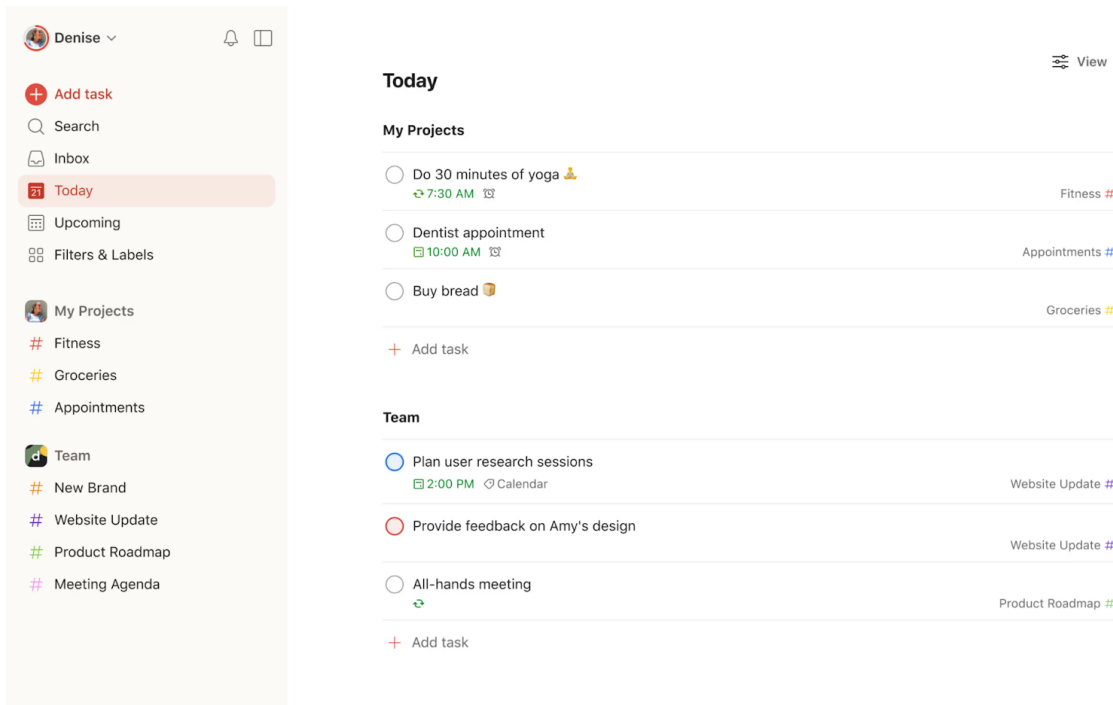 Denise
Add task
Search
Inbox
21
Today
Upcoming
Filters & Labels
My Projects
# Fitness
# Groceries
# Appointments
d
Team
# New Brand
# Website Update
# Product Roadmap
# Meeting Agenda
View
Today
My Projects
Do 30 minutes of yoga 🧘
7:30 AM
Fitness #
Dentist appointment
10:00 AM
Appointments #
Buy bread 🍞
Groceries #
+ Add task
Team
Plan user research sessions
2:00 PM Calendar
Website Update #
Provide feedback on Amy's design
Website Update #
All-hands meeting
Product Roadmap #
+ Add task